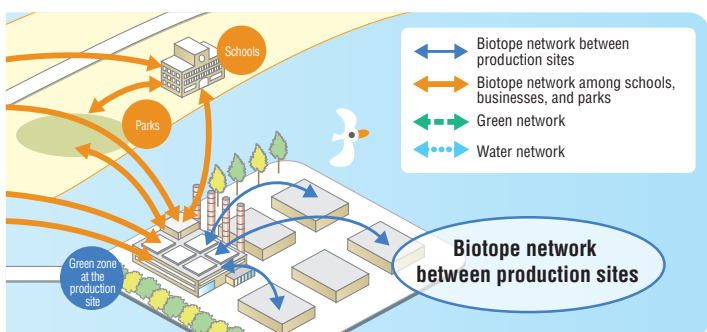 Schools
Parks
Green zone
at the
production
site
Biotope network between
production sites
Biotope network among schools,
businesses, and parks
Green network
Water network
Biotope network
between production sites